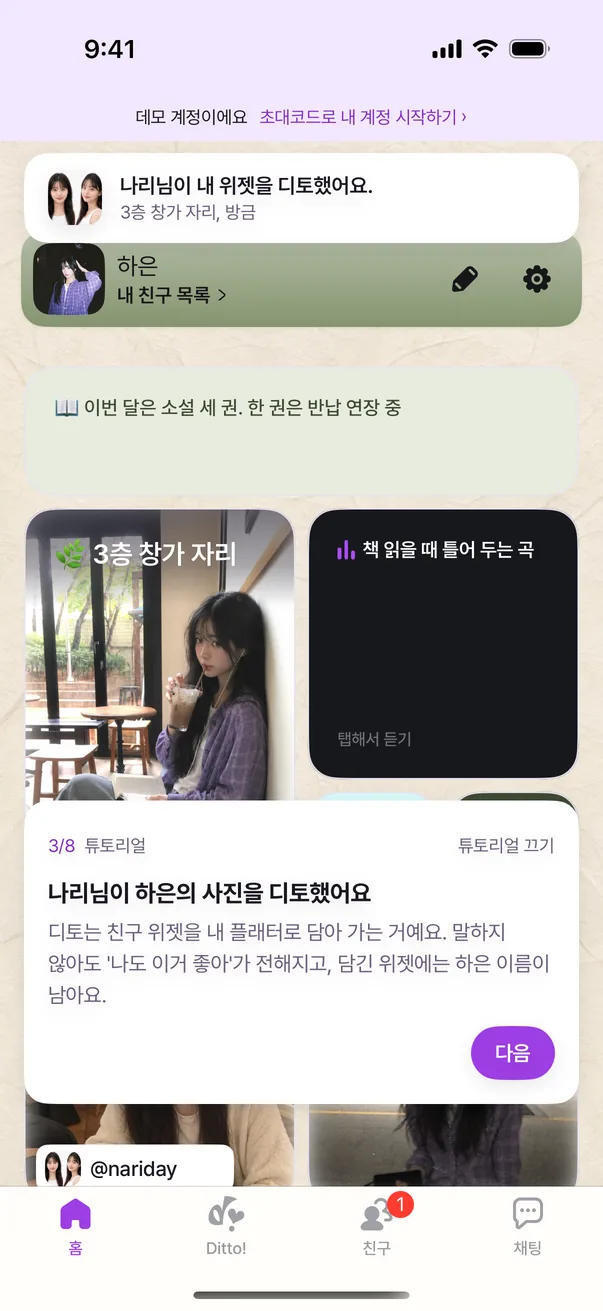 9:41
데모 계정이에요 초대코드로 내 계정 시작하기 ›
나리님이 내 위젯을 디토했어요.
3층 창가 자리, 방금
하은
내 친구 목록 >
📖 이번 달은 소설 세 권. 한 권은 반납 연장 중
🌿 3층 창가 자리
책 읽을 때 틀어 두는 곡
탭해서 듣기
3/8 튜토리얼
튜토리얼 끄기
나리님이 하은의 사진을 디토했어요
디토는 친구 위젯을 내 플래터로 담아 가는 거예요. 말하지
않아도 '나도 이거 좋아'가 전해지고, 담긴 위젯에는 하은 이름이
남아요.
다음
@nariday
1
홈
Ditto!
친구
채팅